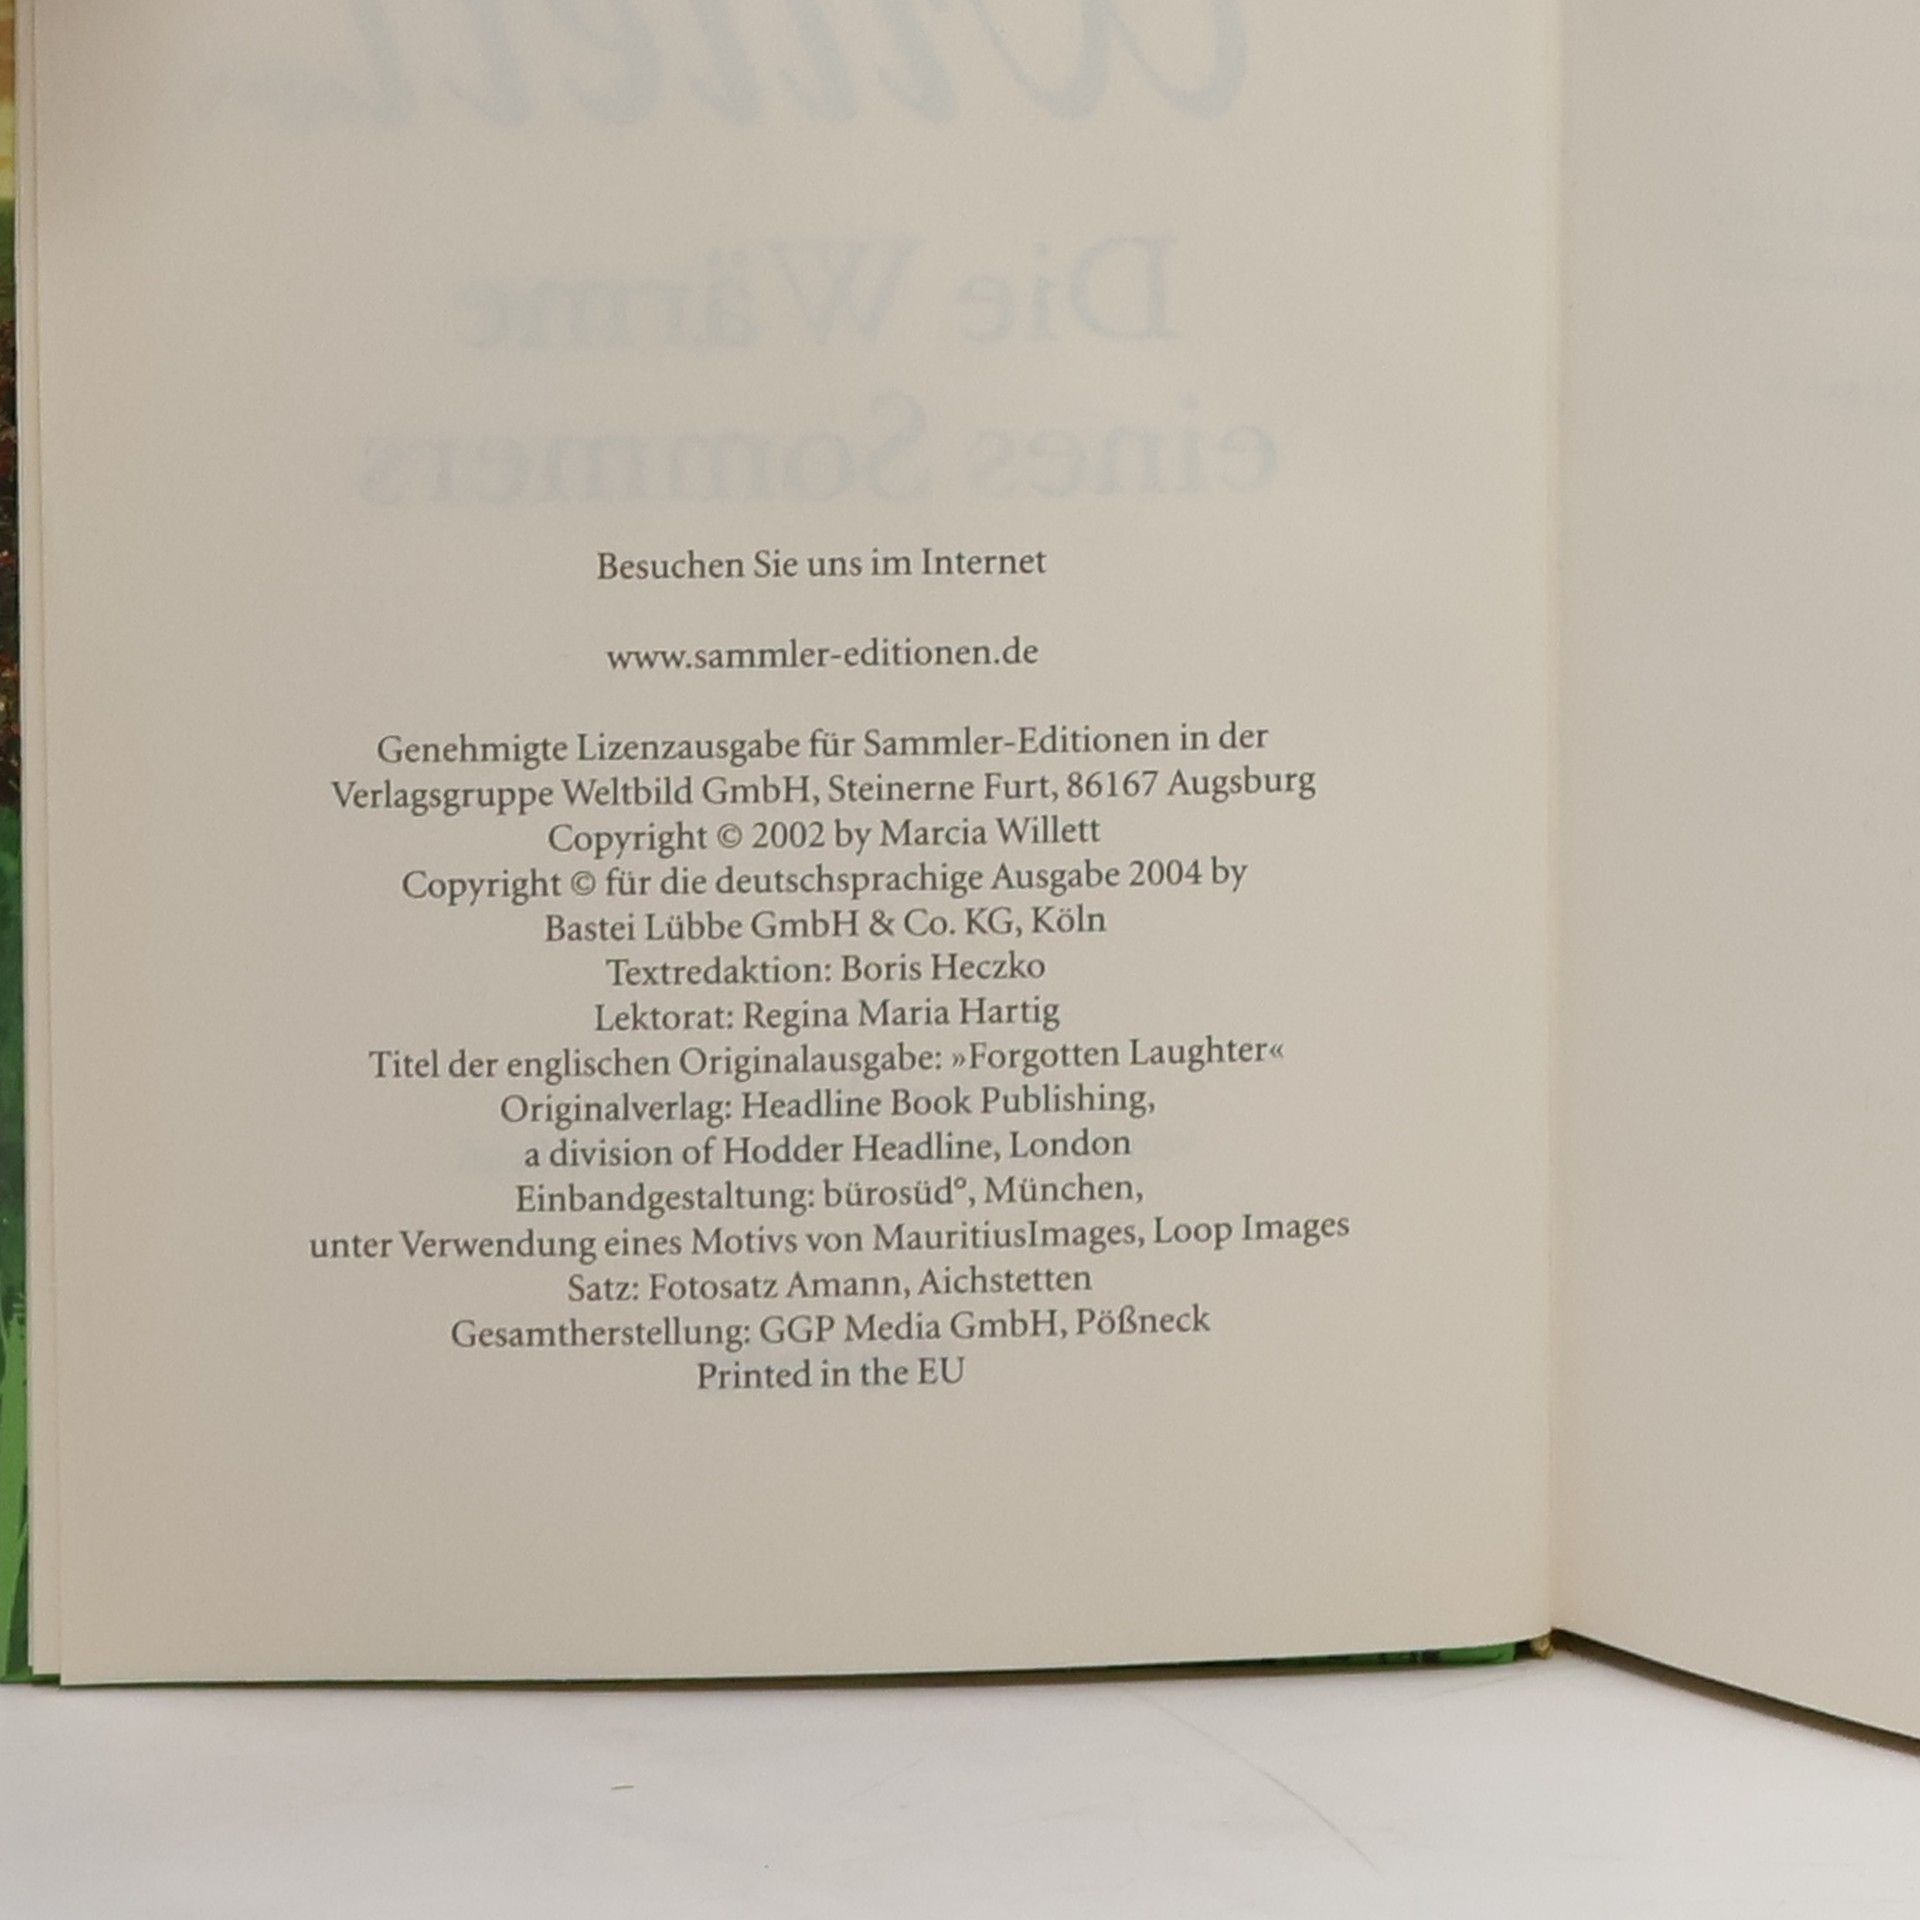 Willett
Die Wärme
eines Sommers
Besuchen Sie uns im Internet
www.sammler-editionen.de
Genehmigte Lizenzausgabe für Sammler-Editionen in der
Verlagsgruppe Weltbild GmbH, Steinerne Furt, 86167 Augsburg
Copyright © 2002 by Marcia Willett
Copyright © für die deutschsprachige Ausgabe 2004 by
Bastei Lübbe GmbH & Co. KG, Köln
Textredaktion: Boris Heczko
Lektorat: Regina Maria Hartig
Titel der englischen Originalausgabe: »Forgotten Laughter«
Originalverlag: Headline Book Publishing,
a division of Hodder Headline, London
Einbandgestaltung: bürosüd°, München,
unter Verwendung eines Motivs von MauritiusImages, Loop Images
Satz: Fotosatz Amann, Aichstetten
Gesamtherstellung: GGP Media GmbH, Pößneck
Printed in the EU